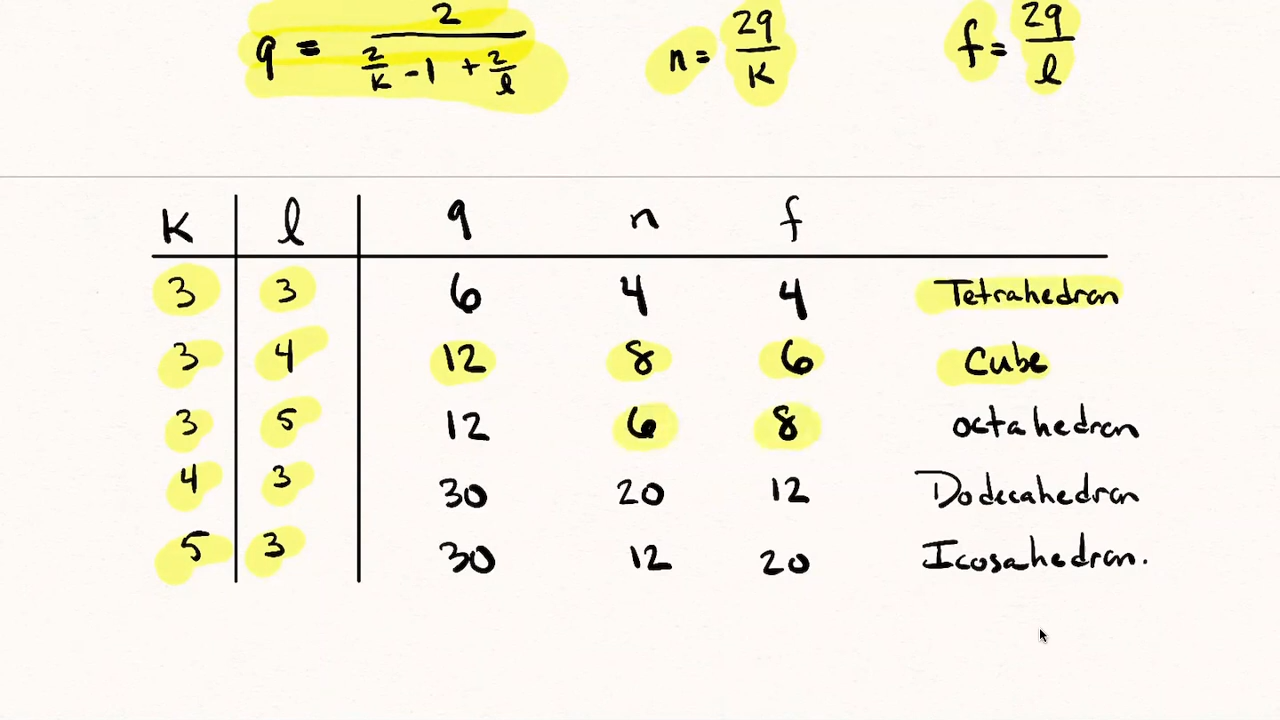 q = 2 / (2/k - 1 + 2/l) n = 2q/k f = 2q/l
k l q n f
3 3 6 4 4 Tetrahedron
3 4 12 8 6 Cube
3 5 12 6 8 octahedron
4 3 30 20 12 Dodecahedron
5 3 30 12 20 Icosahedron.